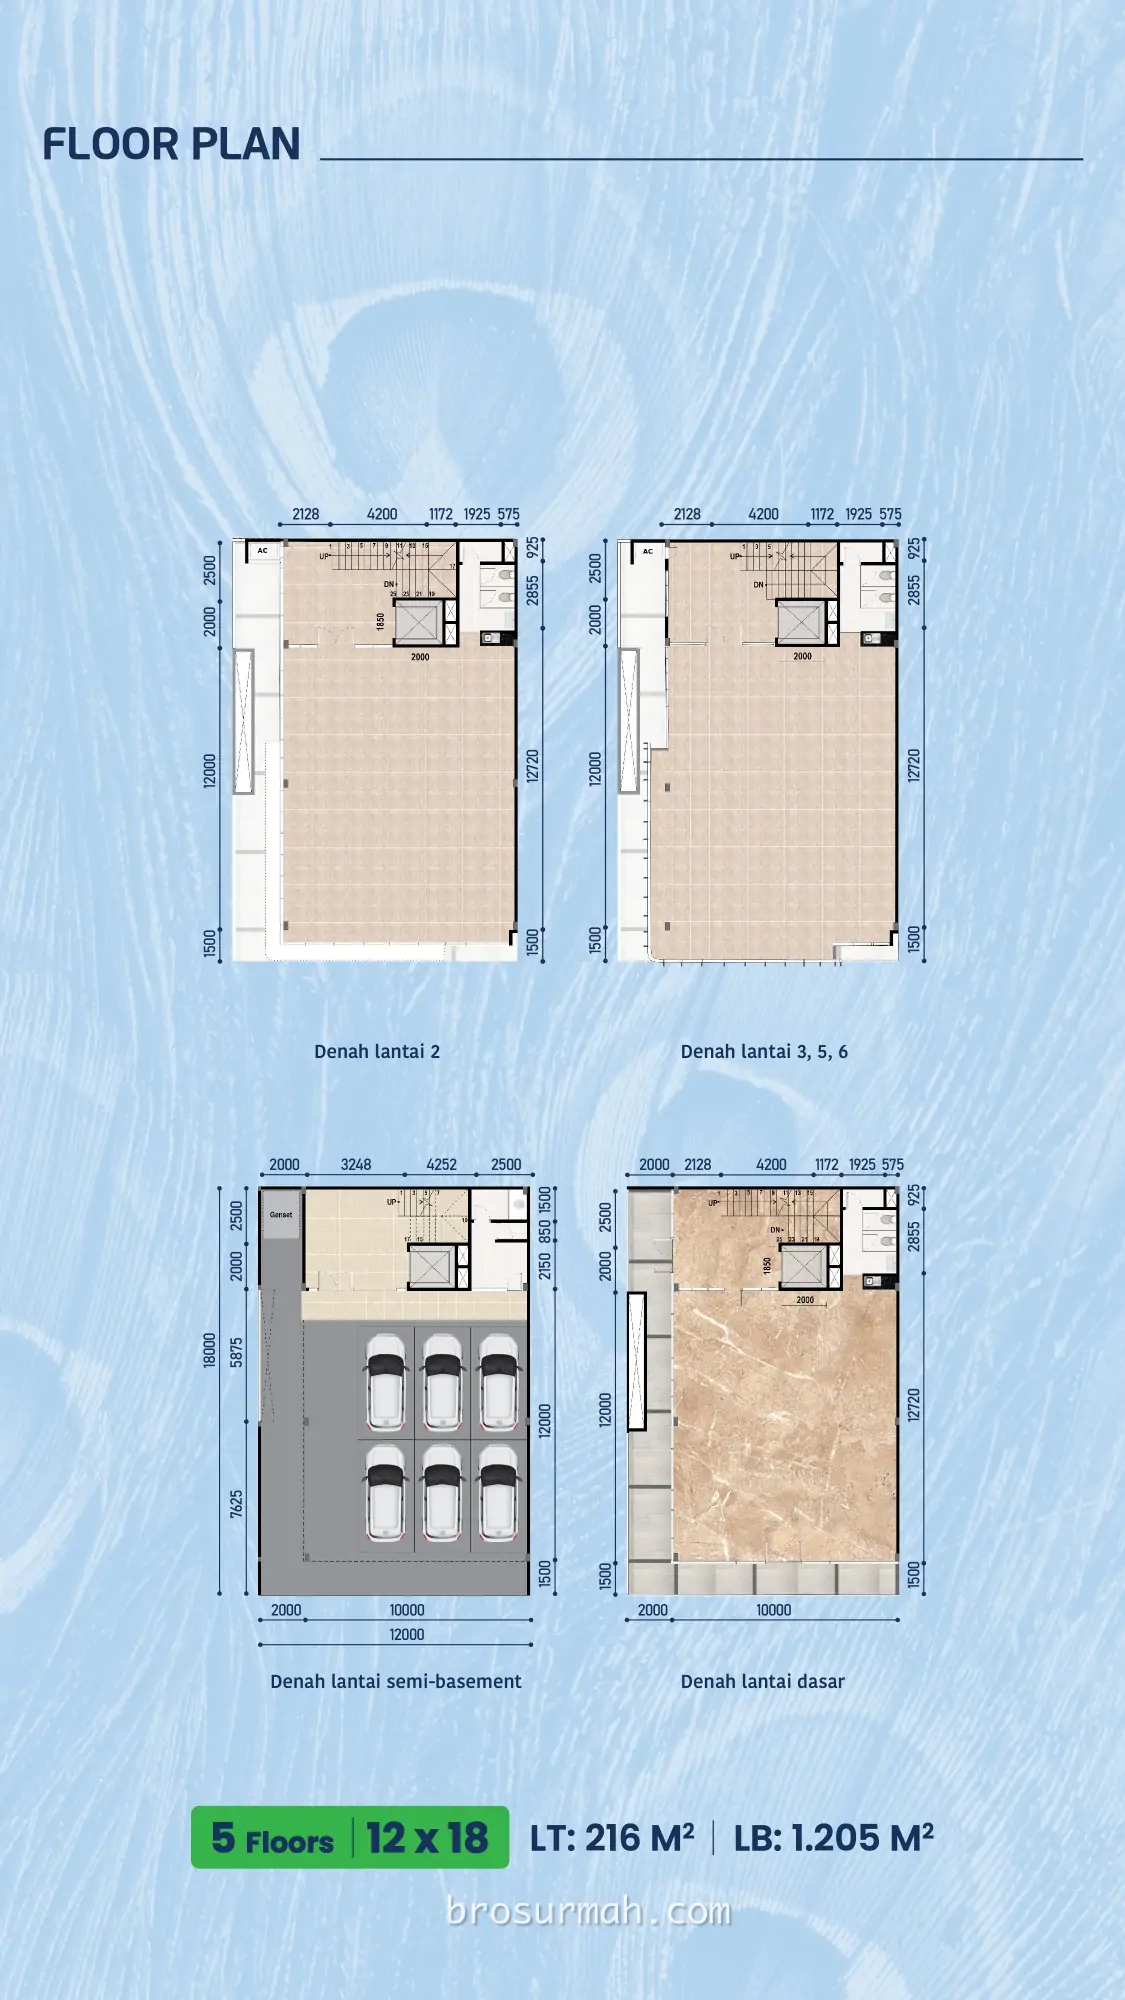 FLOOR PLAN
2128 4200 1172 1925 575
2500
2000
12000
1500
925
2855
12720
1500
AC
UP
DN
1850
2000
Denah lantai 2
2128 4200 1172 1925 575
2500
2000
12000
1500
925
2855
12720
1500
AC
UP
DN
2000
Denah lantai 3, 5, 6
2000 3248 4252 2500
18000
2500
2000
5875
7625
1500
850
2150
12000
1500
Genset
UP
2000 10000
12000
Denah lantai semi-basement
2000 2128 4200 1172 1925 575
2500
2000
12000
1500
925
2855
12720
1500
UP
DN
1850
2000
2000 10000
Denah lantai dasar
5 Floors | 12 x 18 LT: 216 M² | LB: 1.205 M²
brosurmah.com